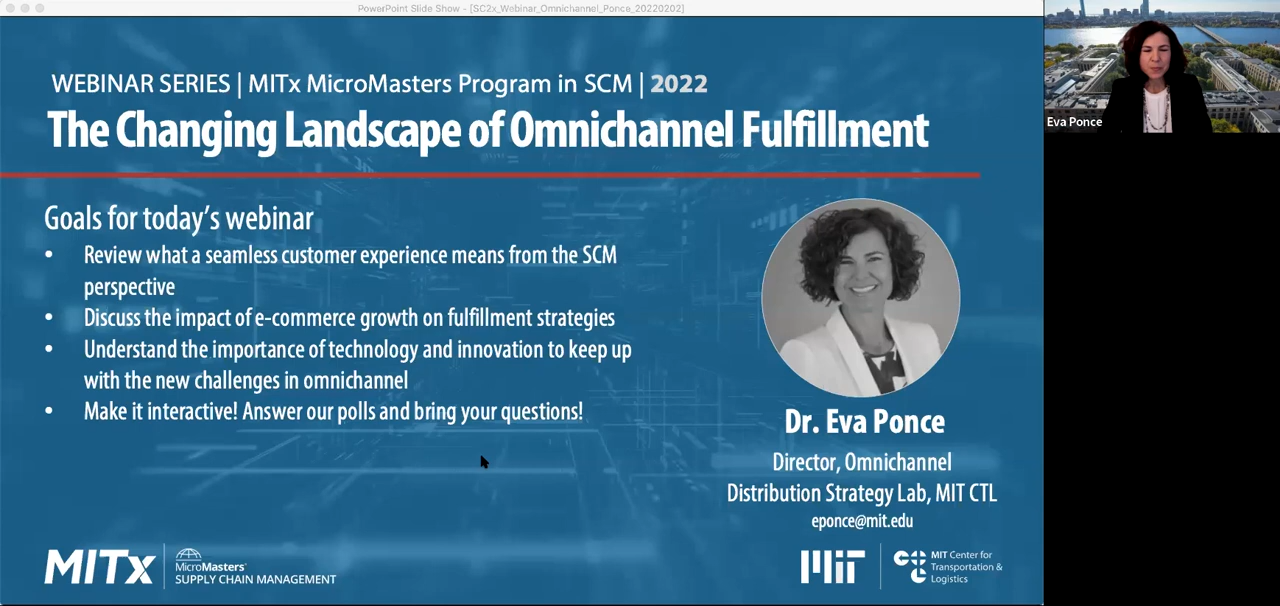 PowerPoint Slide Show - [SC2x_Webinar_Omnichannel_Ponce_20220202]
WEBINAR SERIES | MITx MicroMasters Program in SCM | 2022
The Changing Landscape of Omnichannel Fulfillment
Goals for today's webinar
• Review what a seamless customer experience means from the SCM
perspective
• Discuss the impact of e-commerce growth on fulfillment strategies
• Understand the importance of technology and innovation to keep up
with the new challenges in omnichannel
• Make it interactive! Answer our polls and bring your questions!
Dr. Eva Ponce
Director, Omnichannel
Distribution Strategy Lab, MIT CTL
eponce@mit.edu
MITx
MicroMasters
SUPPLY CHAIN MANAGEMENT
MIT
MIT Center for
Transportation &
Logistics
Eva Ponce